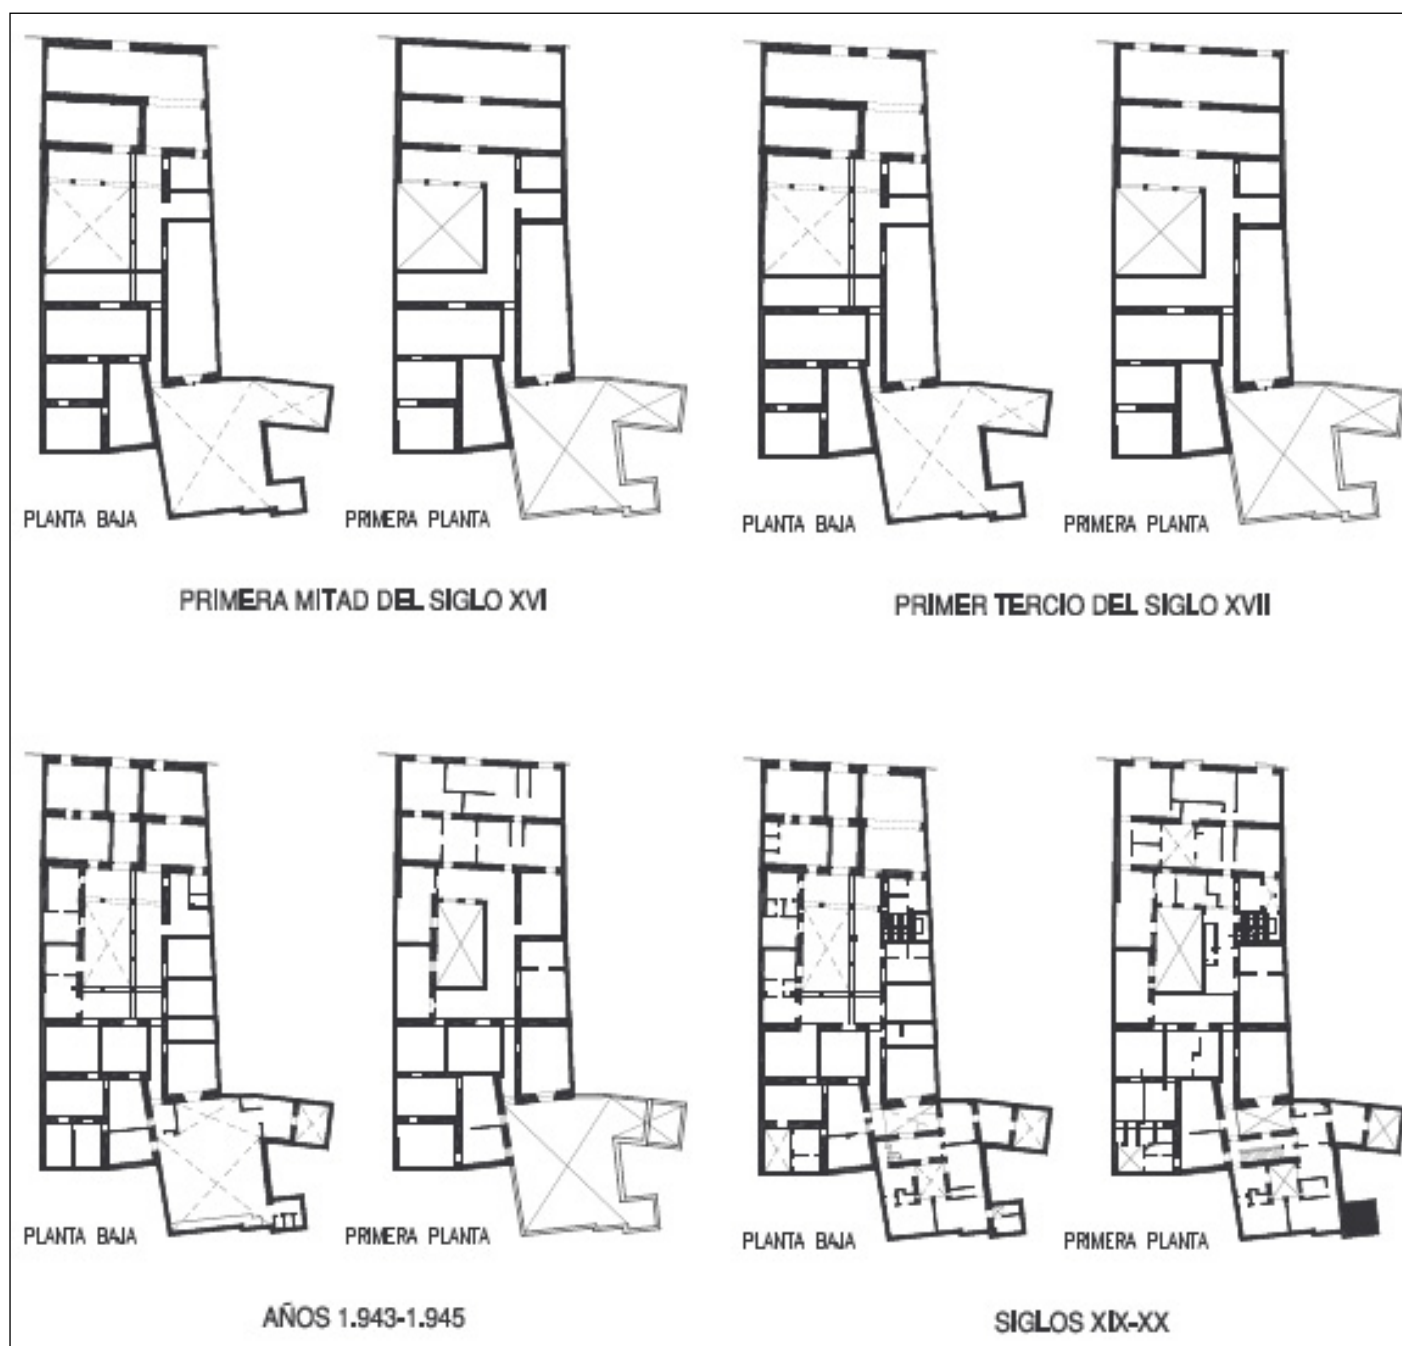 PLANTA BAJA
PRIMERA PLANTA
PLANTA BAJA
PRIMERA PLANTA
PRIMERA MITAD DEL SIGLO XVI
PRIMER TERCIO DEL SIGLO XVII
PLANTA BAJA
PRIMERA PLANTA
PLANTA BAJA
PRIMERA PLANTA
AÑOS 1.943-1.945
SIGLOS XIX-XX